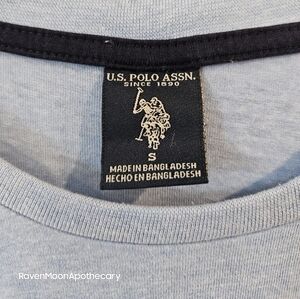 U.S. POLO ASSN.
SINCE 1890
S
MADE IN BANGLADESH
HECHO EN BANGLADESH
RavenMoonApothecary